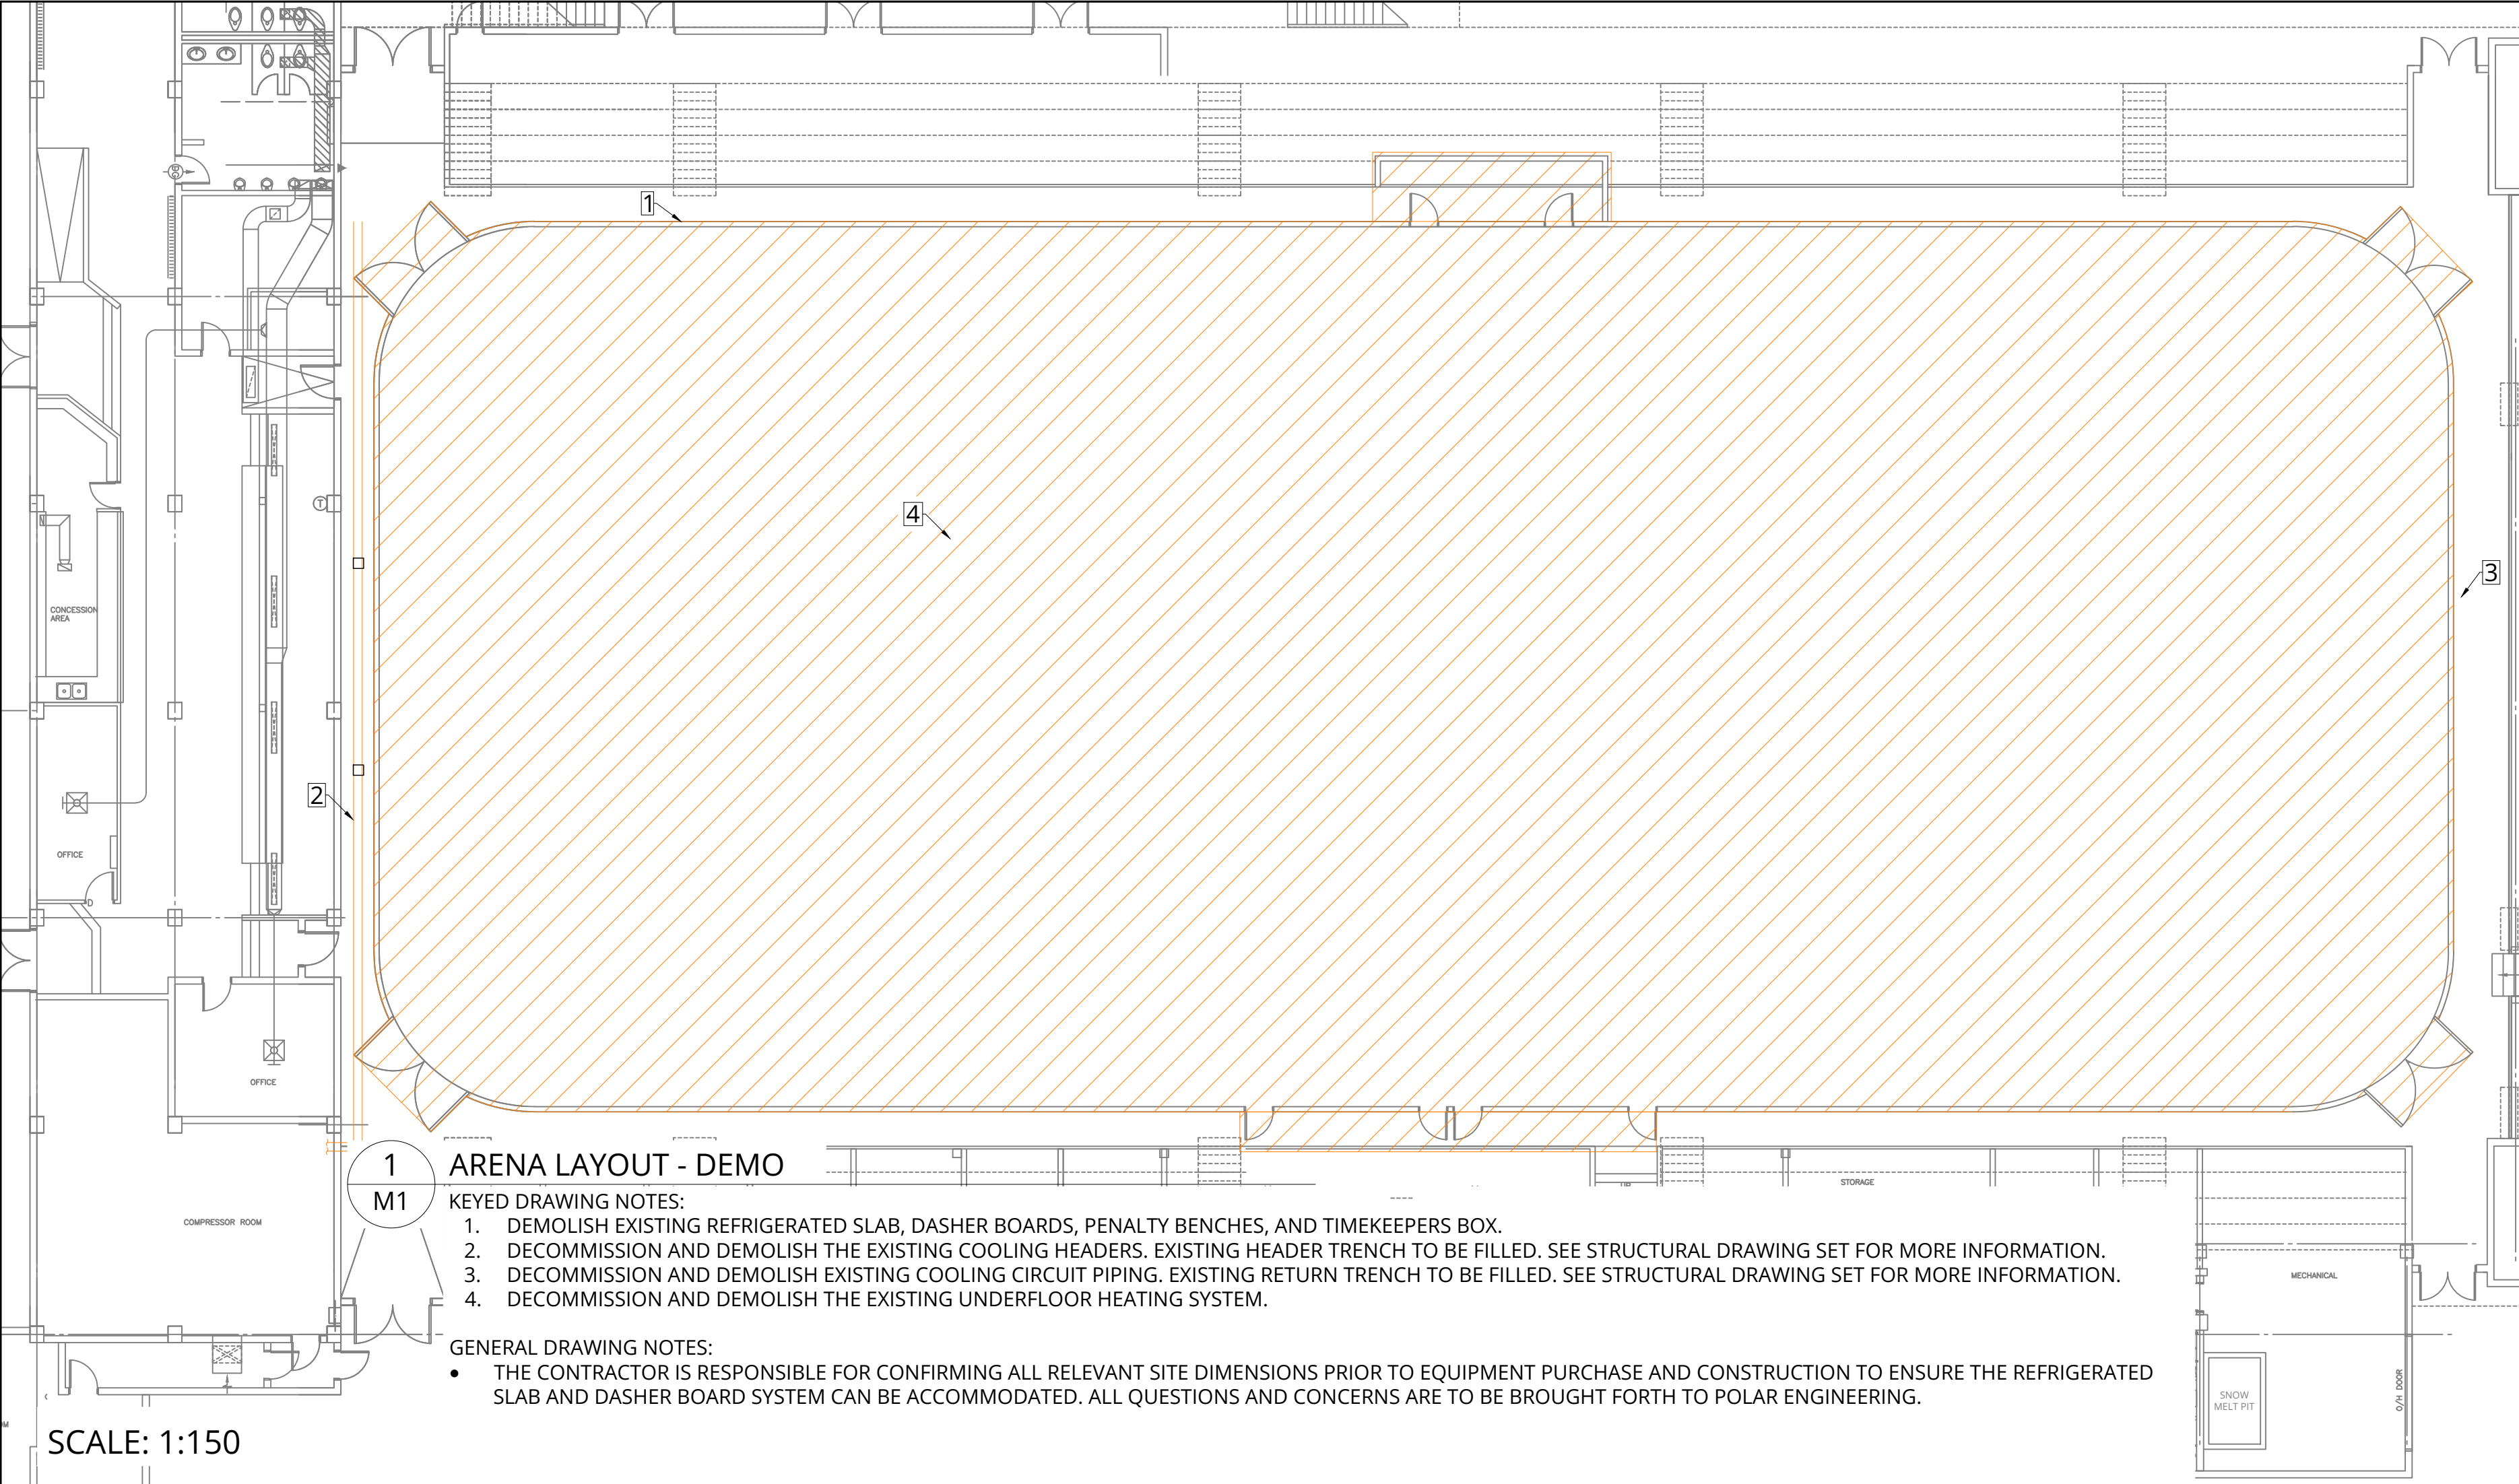 1
4
3
2
T
CONCESSION
AREA
OFFICE
OFFICE
COMPRESSOR ROOM
STORAGE
MECHANICAL
SNOW
MELT PIT
O/H DOOR
1
M1
ARENA LAYOUT - DEMO
KEYED DRAWING NOTES:
1. DEMOLISH EXISTING REFRIGERATED SLAB, DASHER BOARDS, PENALTY BENCHES, AND TIMEKEEPERS BOX.
2. DECOMMISSION AND DEMOLISH THE EXISTING COOLING HEADERS. EXISTING HEADER TRENCH TO BE FILLED. SEE STRUCTURAL DRAWING SET FOR MORE INFORMATION.
3. DECOMMISSION AND DEMOLISH EXISTING COOLING CIRCUIT PIPING. EXISTING RETURN TRENCH TO BE FILLED. SEE STRUCTURAL DRAWING SET FOR MORE INFORMATION.
4. DECOMMISSION AND DEMOLISH THE EXISTING UNDERFLOOR HEATING SYSTEM.
GENERAL DRAWING NOTES:
• THE CONTRACTOR IS RESPONSIBLE FOR CONFIRMING ALL RELEVANT SITE DIMENSIONS PRIOR TO EQUIPMENT PURCHASE AND CONSTRUCTION TO ENSURE THE REFRIGERATED
SLAB AND DASHER BOARD SYSTEM CAN BE ACCOMMODATED. ALL QUESTIONS AND CONCERNS ARE TO BE BROUGHT FORTH TO POLAR ENGINEERING.
SCALE: 1:150